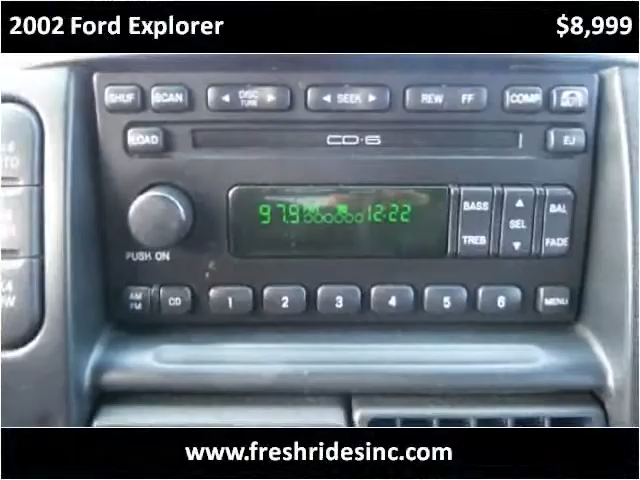 2002 Ford Explorer $8,999
SHUF SCAN DISC TUNE SEEK REW FF COMP
LOAD CD·6 EJ
97.9 12:22
BASS SEL BAL
TREB FADE
PUSH ON
AM FM CD 1 2 3 4 5 6 MENU
www.freshridesinc.com